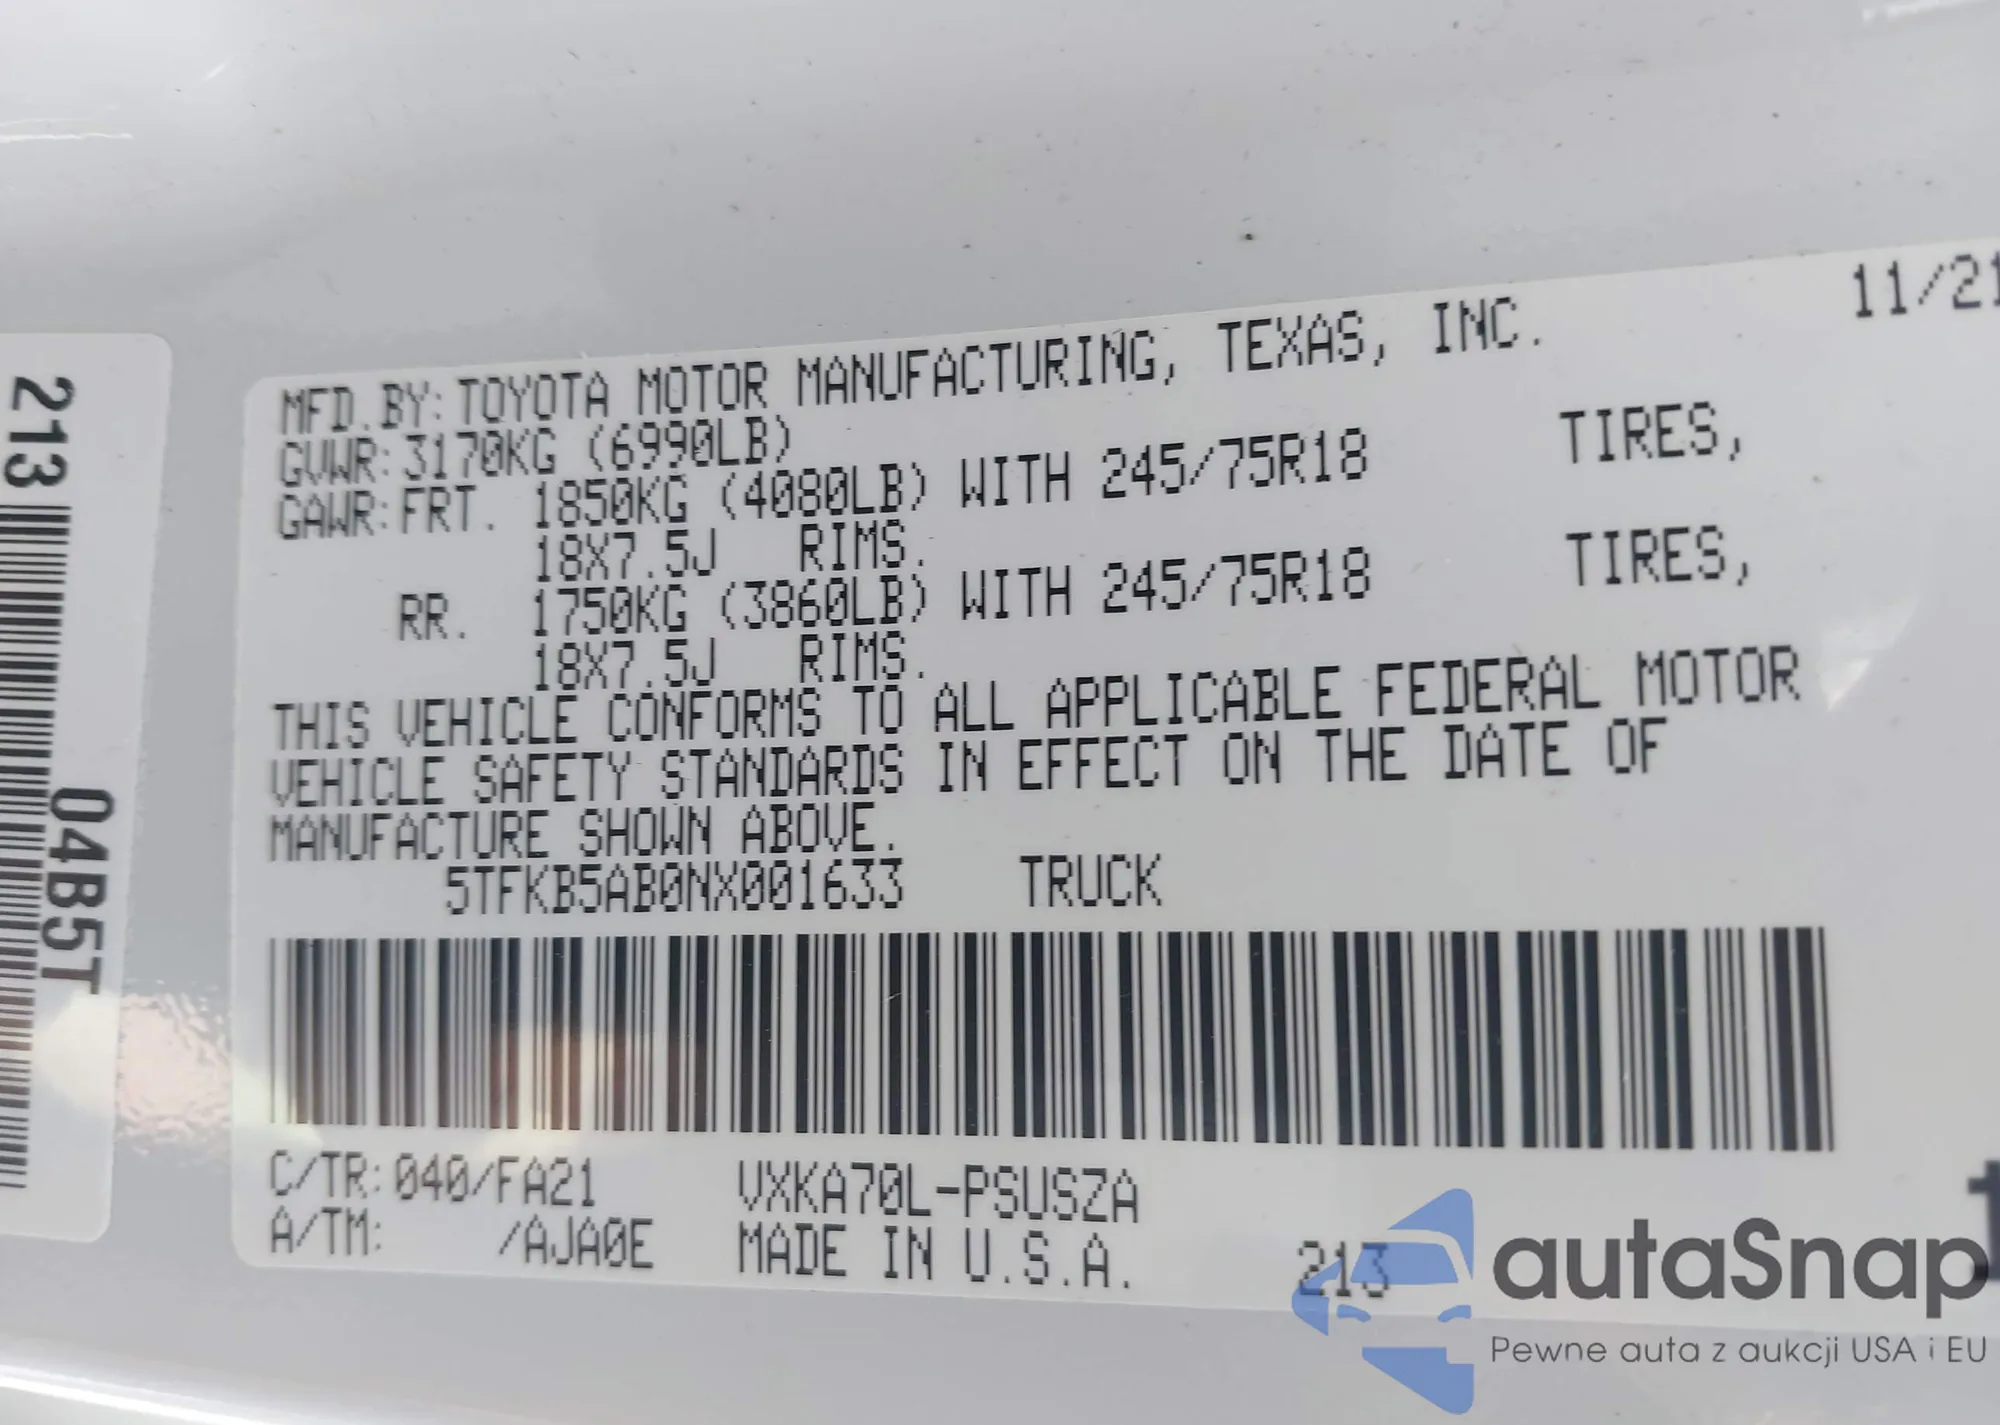 213
04B5T
11/21
MFD.BY:TOYOTA MOTOR MANUFACTURING, TEXAS, INC.
GVWR:3170KG (6990LB)
GAWR:FRT. 1850KG (4080LB) WITH 245/75R18 TIRES,
18X7.5J RIMS.
RR. 1750KG (3860LB) WITH 245/75R18 TIRES,
18X7.5J RIMS.
THIS VEHICLE CONFORMS TO ALL APPLICABLE FEDERAL MOTOR
VEHICLE SAFETY STANDARDS IN EFFECT ON THE DATE OF
MANUFACTURE SHOWN ABOVE.
5TFKB5AB0NX001633 TRUCK
C/TR:040/FA21 VXKA70L-PSUSZA
A/TM: /AJA0E MADE IN U.S.A. 213
autaSnap
Pewne auta z aukcji USA i EU